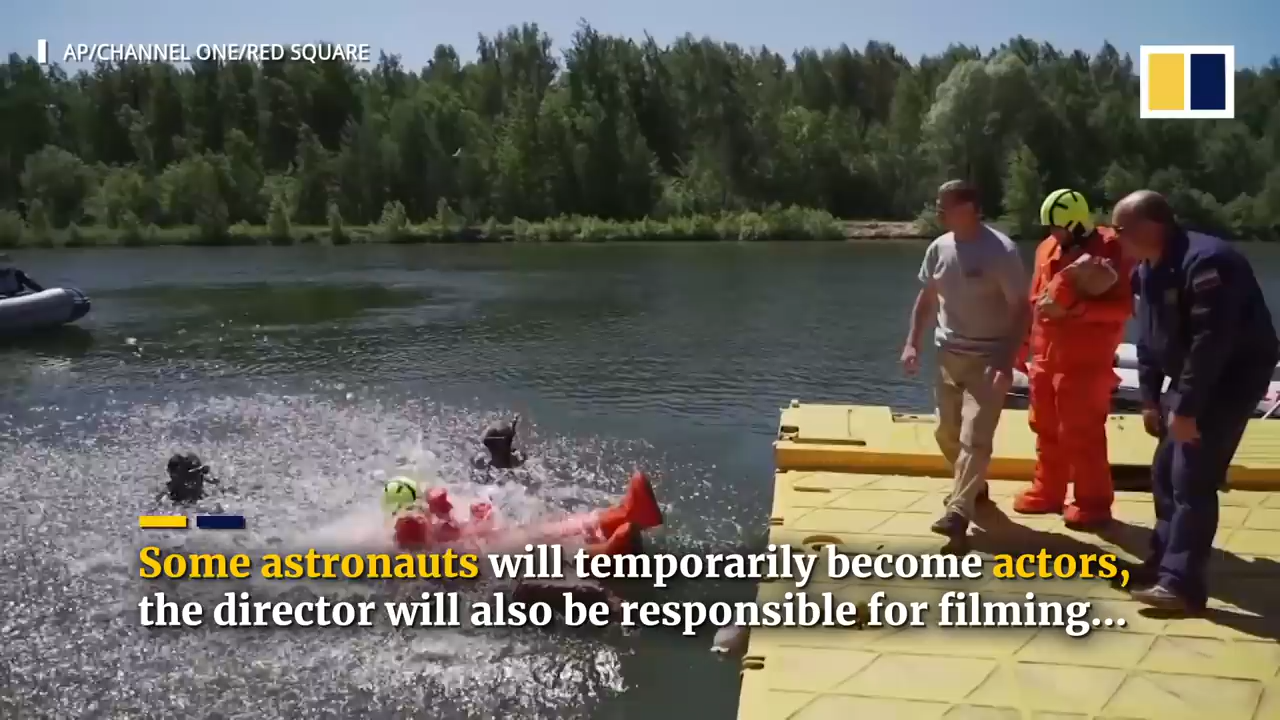 AP/CHANNEL ONE/RED SQUARE
Some astronauts will temporarily become actors,
the director will also be responsible for filming...